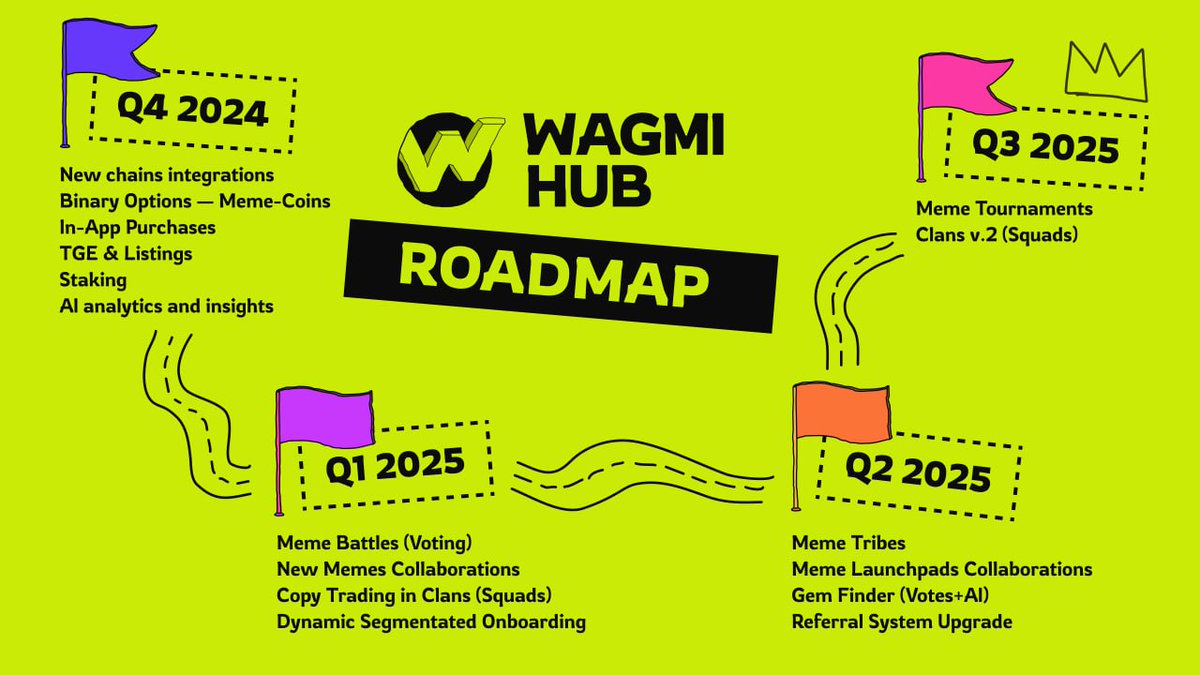 WAGMI
HUB
ROADMAP
Q4 2024
New chains integrations
Binary Options — Meme-Coins
In-App Purchases
TGE & Listings
Staking
AI analytics and insights
Q1 2025
Meme Battles (Voting)
New Memes Collaborations
Copy Trading in Clans (Squads)
Dynamic Segmentated Onboarding
Q2 2025
Meme Tribes
Meme Launchpads Collaborations
Gem Finder (Votes+AI)
Referral System Upgrade
Q3 2025
Meme Tournaments
Clans v.2 (Squads)